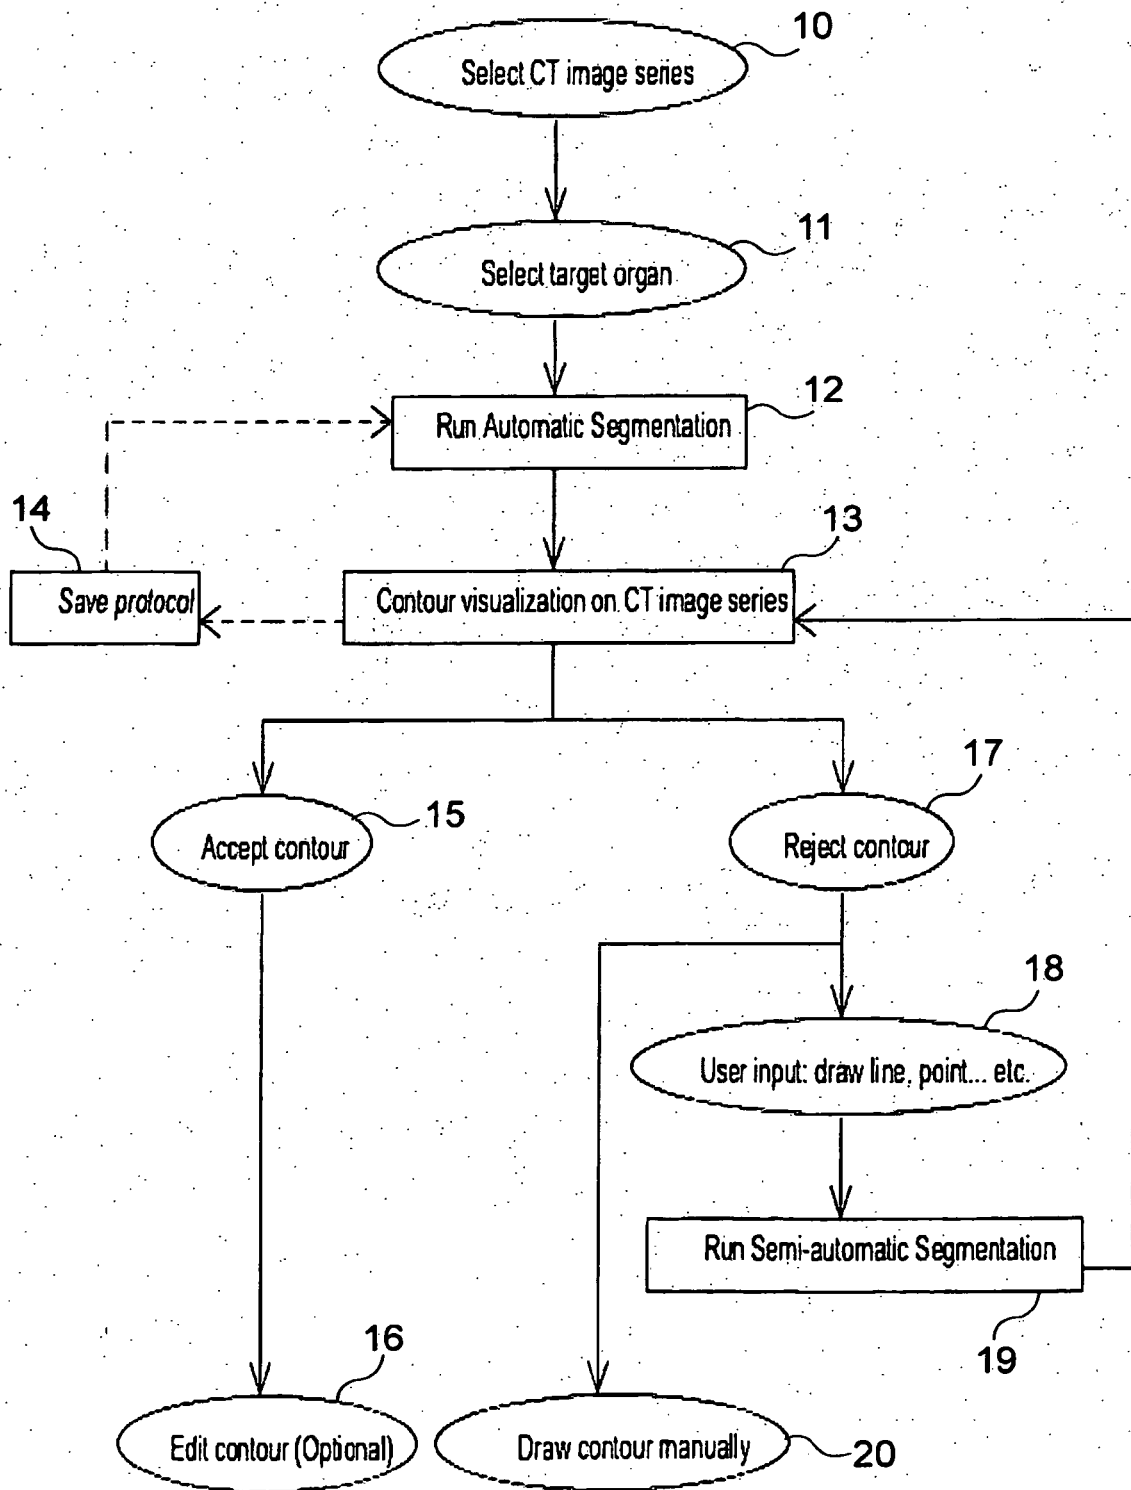 10
Select CT image series
11
Select target organ
12
Run Automatic Segmentation
14
13
Save protocol
Contour visualization on CT image series
15
17
Accept contour
Reject contour
18
User input: draw line, point... etc.
Run Semi-automatic Segmentation
19
16
Edit contour (Optional)
Draw contour manually
20